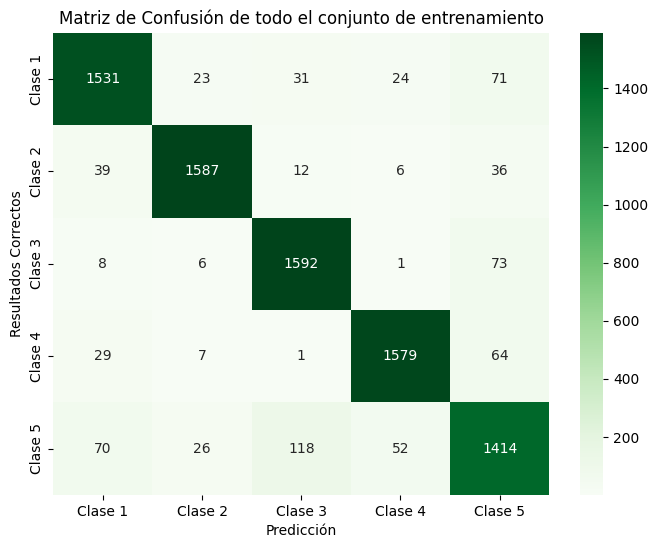 Matriz de Confusión de todo el conjunto de entrenamiento
Resultados Correctos
Clase 1
1531 23 31 24 71
Clase 2
39 1587 12 6 36
Clase 3
8 6 1592 1 73
Clase 4
29 7 1 1579 64
Clase 5
70 26 118 52 1414
Clase 1 Clase 2 Clase 3 Clase 4 Clase 5
Predicción
1400
1200
1000
800
600
400
200